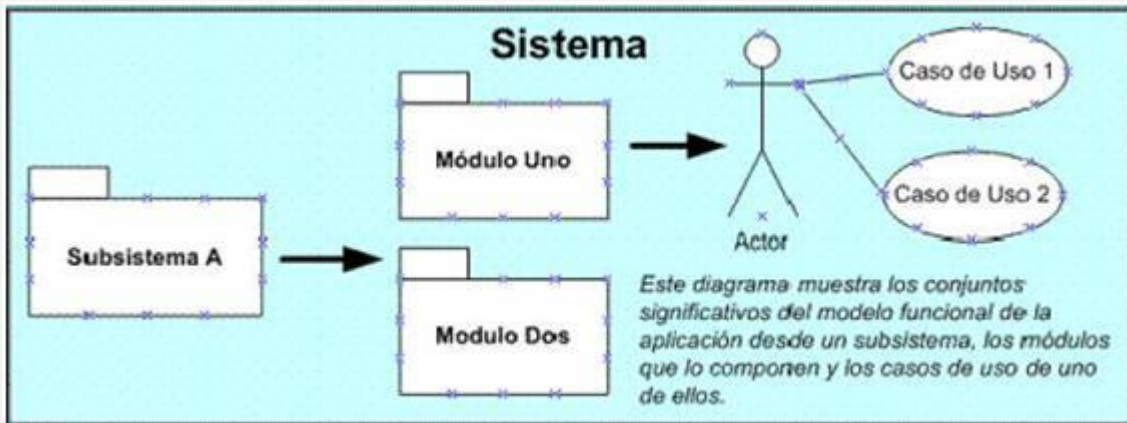 Sistema
Subsistema A
Módulo Uno
Modulo Dos
Actor
Caso de Uso 1
Caso de Uso 2
Este diagrama muestra los conjuntos
significativos del modelo funcional de la
aplicación desde un subsistema, los módulos
que lo componen y los casos de uso de uno
de ellos.